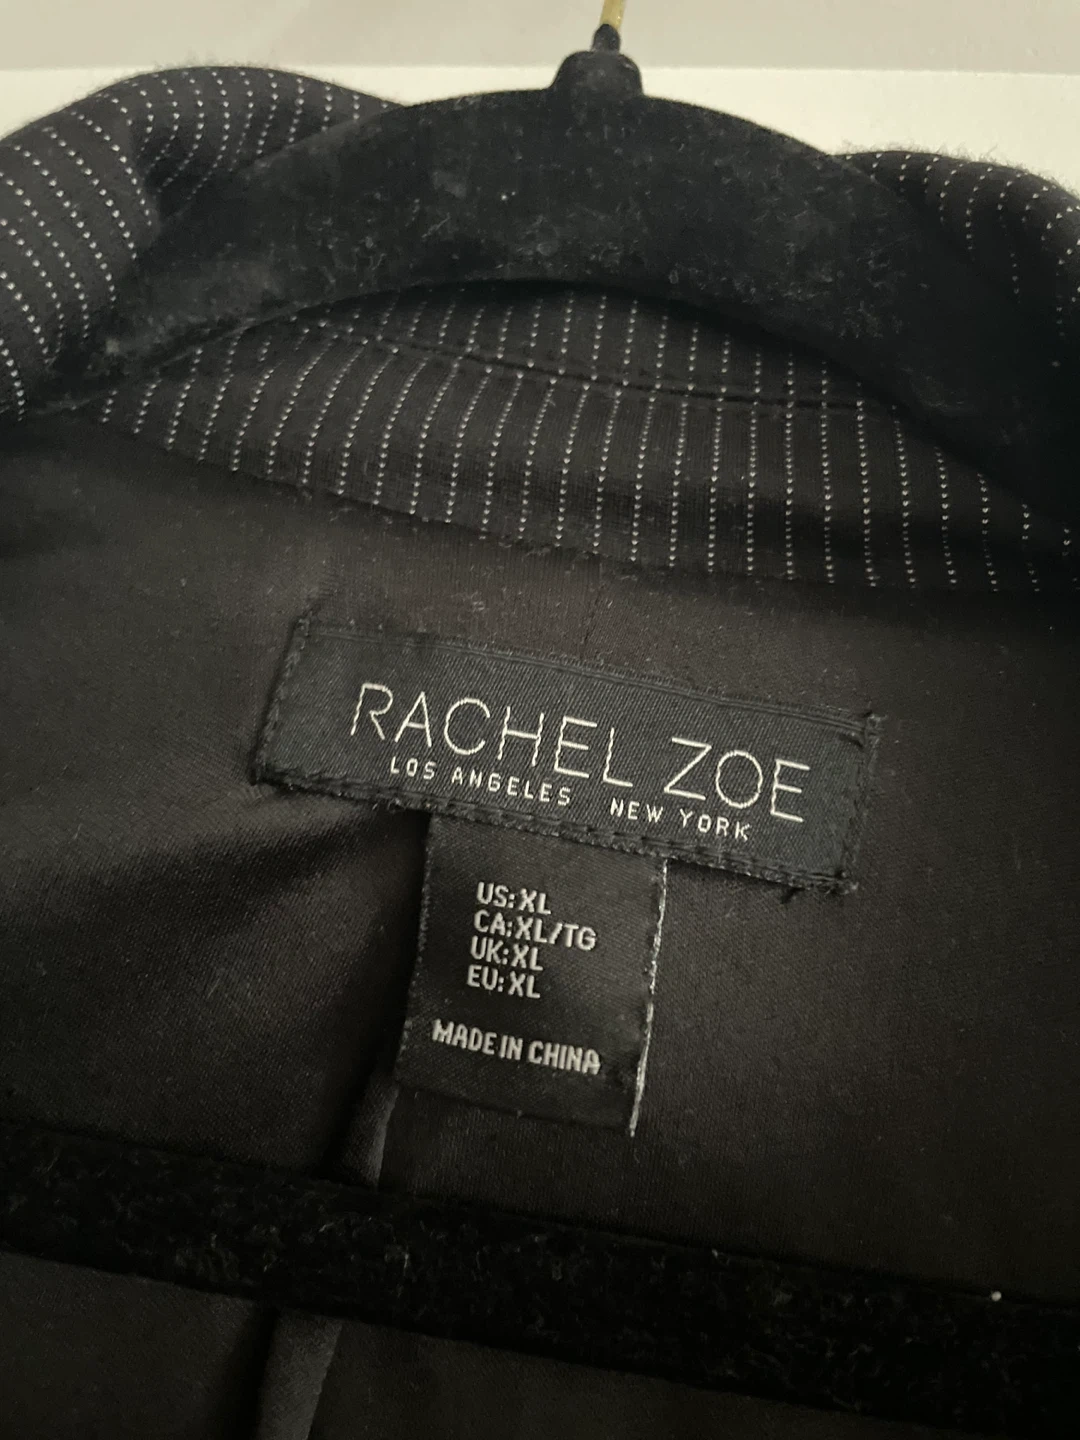 RACHEL ZOE
LOS ANGELES NEW YORK
US:XL
CA:XL/TG
UK:XL
EU:XL
MADE IN CHINA